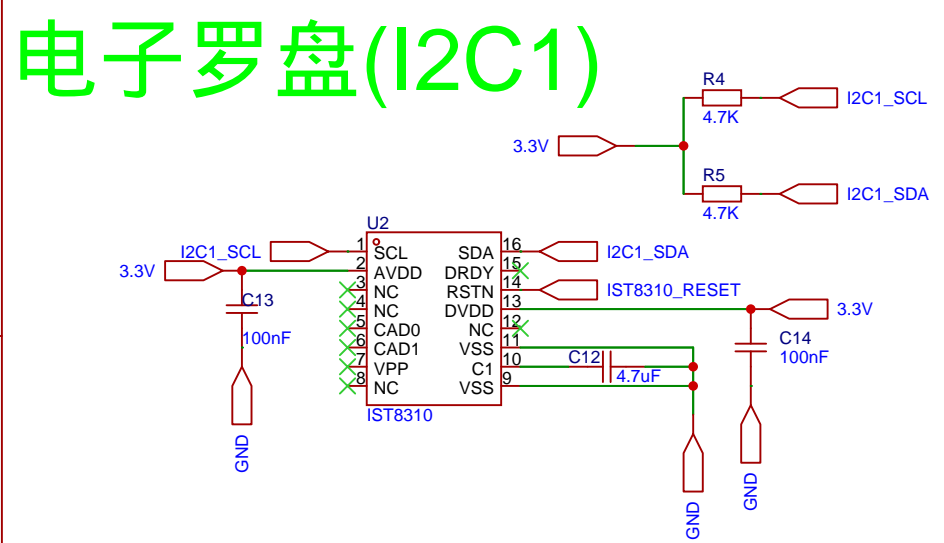 电子罗盘(I2C1)
R4
4.7K
I2C1_SCL
3.3V
R5
4.7K
I2C1_SDA
U2
I2C1_SCL
3.3V
C13
100nF
GND
1 SCL
2 AVDD
3 NC
4 NC
5 CAD0
6 CAD1
7 VPP
8 NC
SDA 16
DRDY 15
RSTN 14
DVDD 13
NC 12
VSS 11
C1 10
VSS 9
IST8310
I2C1_SDA
IST8310_RESET
3.3V
C12
4.7uF
GND
C14
100nF
GND